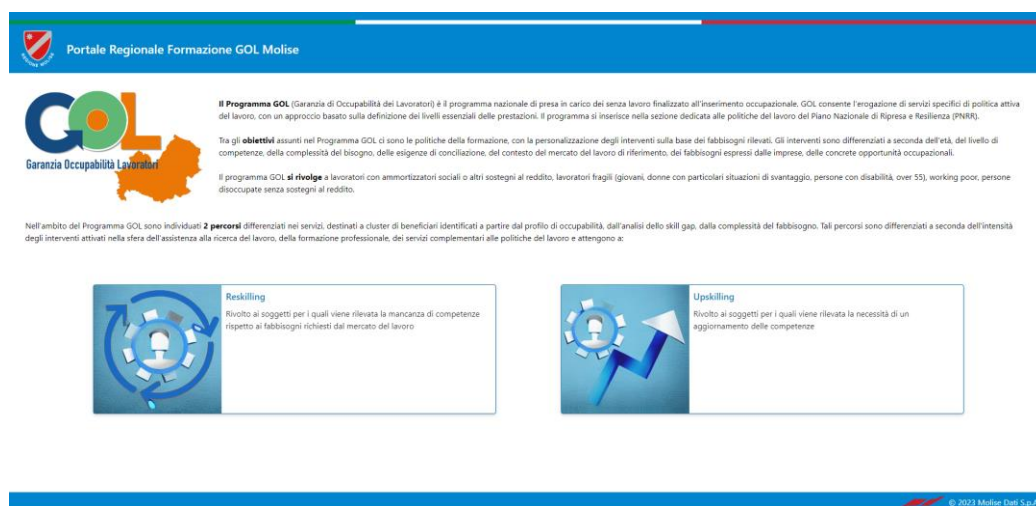 REGIONE MOLISE
Portale Regionale Formazione GOL Molise
GOL
Garanzia Occupabilità Lavoratori
Il Programma GOL (Garanzia di Occupabilità dei Lavoratori) è il programma nazionale di presa in carico dei senza lavoro finalizzato all'inserimento occupazionale. GOL consente l'erogazione di servizi specifici di politica attiva
del lavoro, con un approccio basato sulla definizione dei livelli essenziali delle prestazioni. Il programma si inserisce nella sezione dedicata alle politiche del lavoro del Piano Nazionale di Ripresa e Resilienza (PNRR).
Tra gli obiettivi assunti nel Programma GOL ci sono le politiche della formazione, con la personalizzazione degli interventi sulla base dei fabbisogni rilevati. Gli interventi sono differenziati a seconda dell'età, del livello di
competenze, della complessità del bisogno, delle esigenze di conciliazione, del contesto del mercato del lavoro di riferimento, dei fabbisogni espressi dalle imprese, delle concrete opportunità occupazionali.
Il programma GOL si rivolge a lavoratori con ammortizzatori sociali o altri sostegni al reddito, lavoratori fragili (giovani, donne con particolari situazioni di svantaggio, persone con disabilità, over 55), working poor, persone
disoccupate senza sostegni al reddito.
Nell'ambito del Programma GOL sono individuati 2 percorsi differenziati nei servizi, destinati a cluster di beneficiari identificati a partire dal profilo di occupabilità, dall'analisi dello skill gap, dalla complessità del fabbisogno. Tali percorsi sono differenziati a seconda dell'intensità
degli interventi attivati nella sfera dell'assistenza alla ricerca del lavoro, della formazione professionale, dei servizi complementari alle politiche del lavoro e attengono a:
Reskilling
Rivolto ai soggetti per i quali viene rilevata la mancanza di competenze
rispetto ai fabbisogni richiesti dal mercato del lavoro
Upskilling
Rivolto ai soggetti per i quali viene rilevata la necessità di un
aggiornamento delle competenze
© 2023 Molise Dati S.p.A